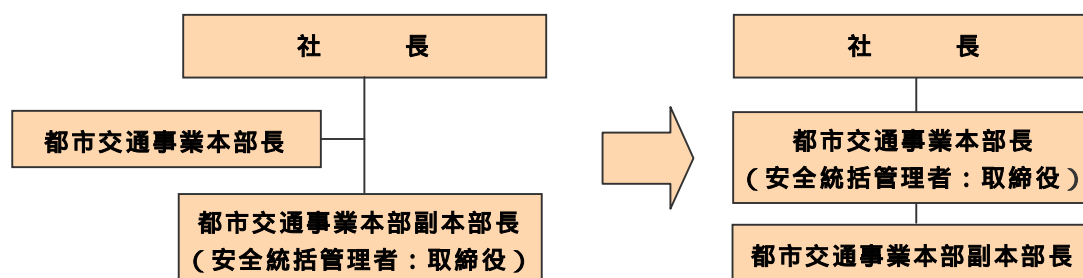 社　　　長
都市交通事業本部長
都市交通事業本部副本部長
（安全統括管理者：取締役）
社　　　長
都市交通事業本部長
（安全統括管理者：取締役）
都市交通事業本部副本部長